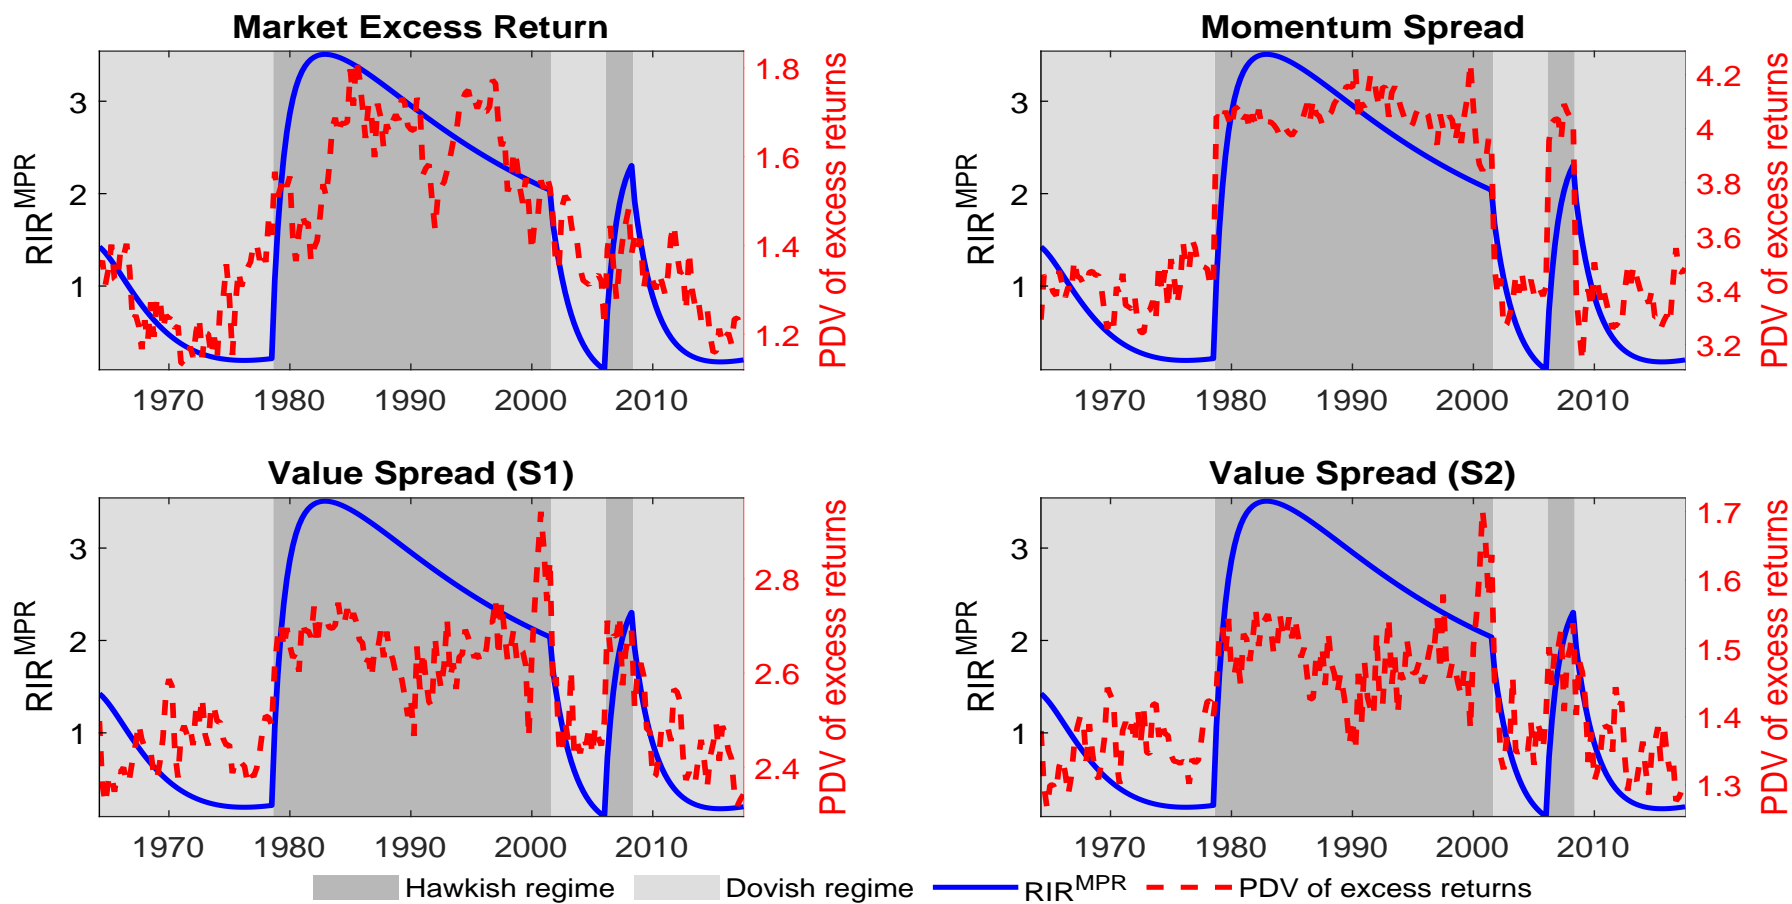 Market Excess Return
RIR^MPR
3
2
1
1.8
1.6
1.4
1.2
PDV of excess returns
1970 1980 1990 2000 2010
Momentum Spread
RIR^MPR
3
2
1
4.2
4
3.8
3.6
3.4
3.2
PDV of excess returns
1970 1980 1990 2000 2010
Value Spread (S1)
RIR^MPR
3
2
1
2.8
2.6
2.4
PDV of excess returns
1970 1980 1990 2000 2010
Value Spread (S2)
RIR^MPR
3
2
1
1.7
1.6
1.5
1.4
1.3
PDV of excess returns
1970 1980 1990 2000 2010
Hawkish regime Dovish regime RIR^MPR PDV of excess returns